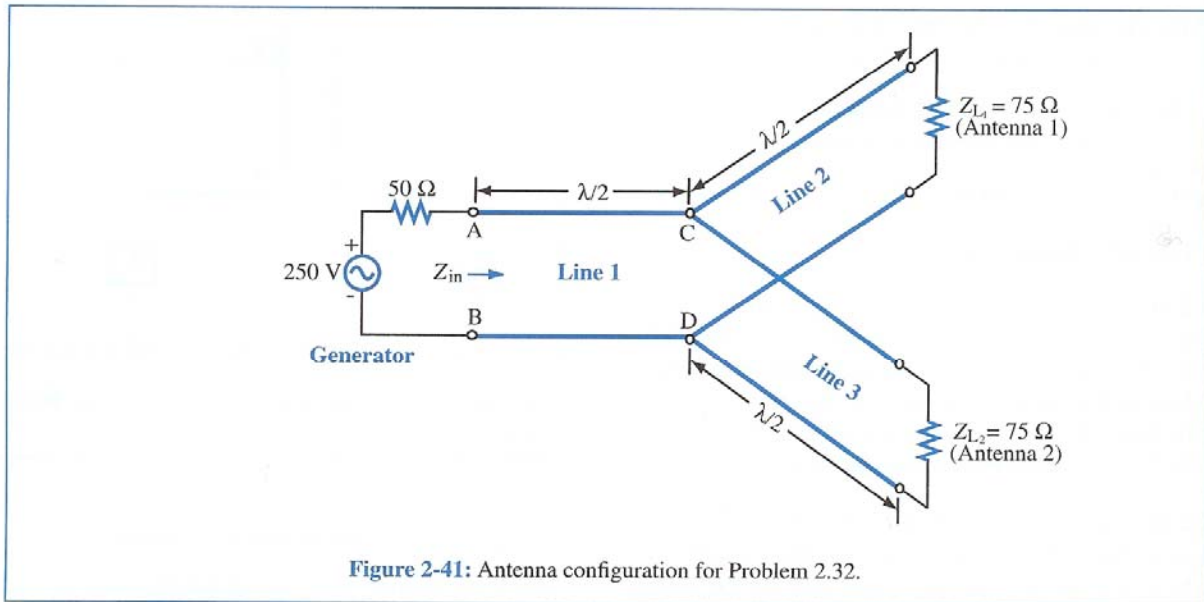 λ/2
Z_L₁ = 75 Ω
(Antenna 1)
Line 2
50 Ω
λ/2
A
C
+
250 V
-
Z_in
Line 1
B
D
Generator
Line 3
λ/2
Z_L₂ = 75 Ω
(Antenna 2)
Figure 2-41: Antenna configuration for Problem 2.32.